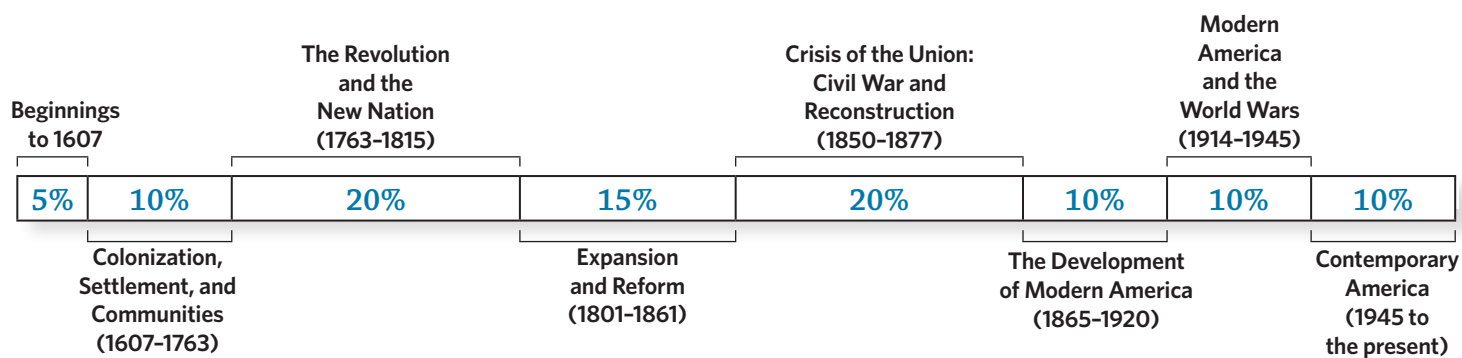 Beginnings
to 1607
The Revolution
and the
New Nation
(1763–1815)
Crisis of the Union:
Civil War and
Reconstruction
(1850–1877)
Modern
America
and the
World Wars
(1914–1945)
5%
10%
20%
15%
20%
10%
10%
10%
Colonization,
Settlement, and
Communities
(1607–1763)
Expansion
and Reform
(1801–1861)
The Development
of Modern America
(1865–1920)
Contemporary
America
(1945 to
the present)